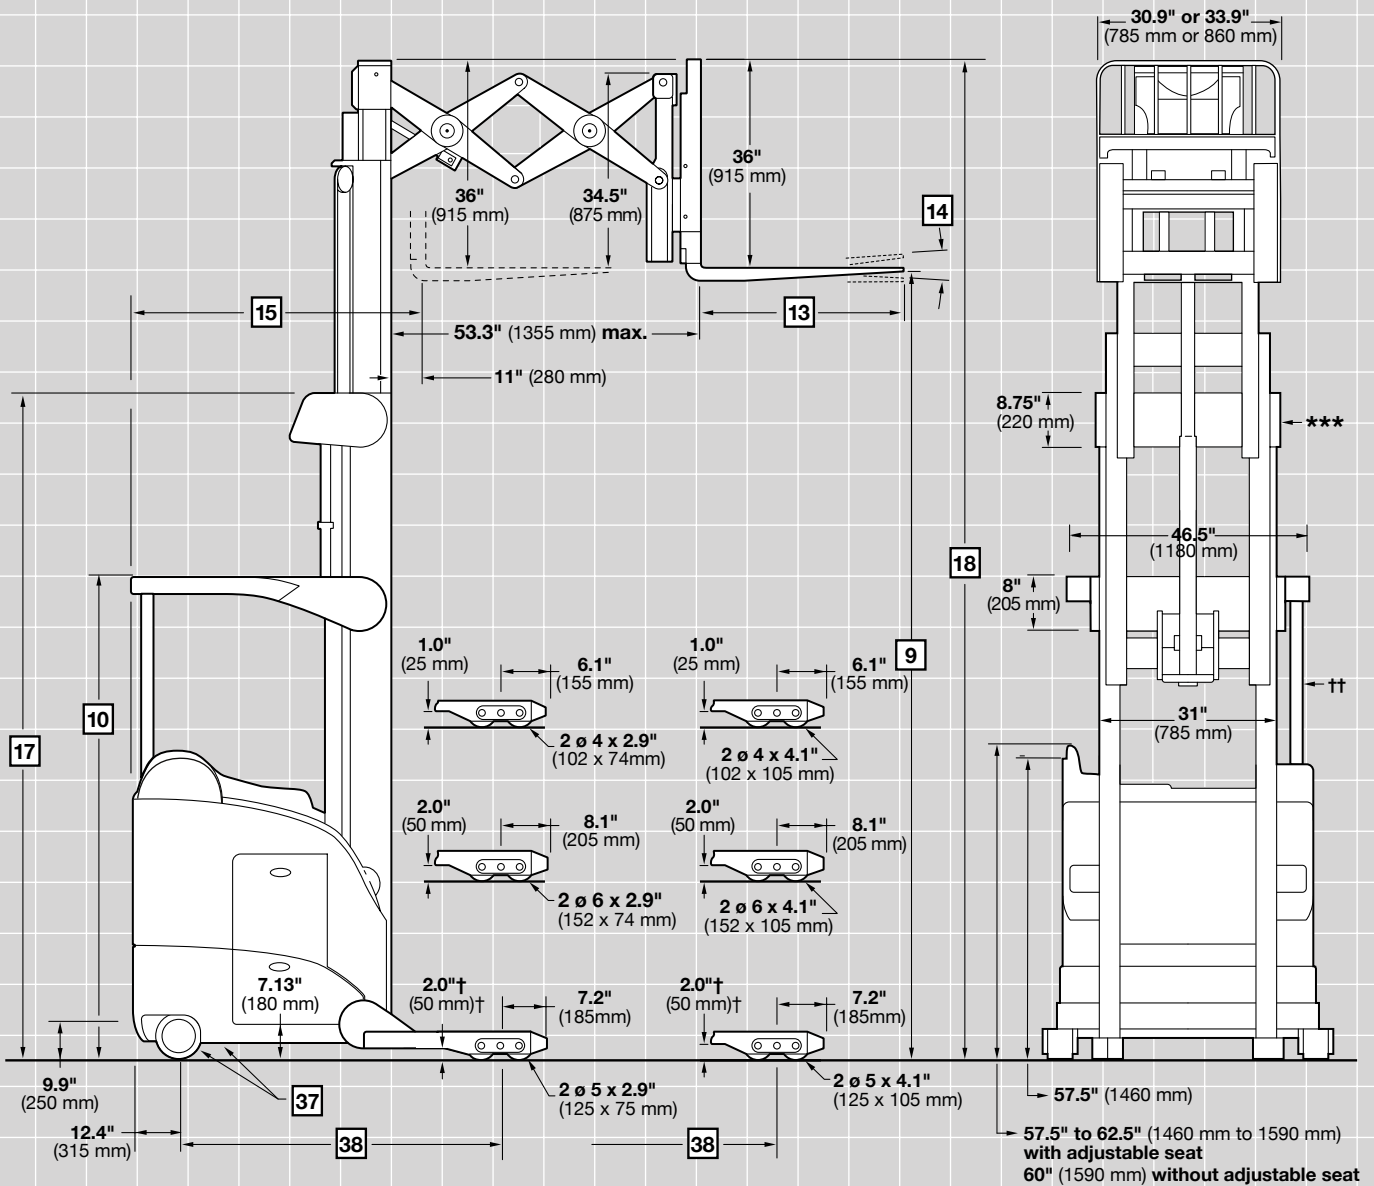 30.9" or 33.9"
(785 mm or 860 mm)
36"
(915 mm)
36"
(915 mm)
34.5"
(875 mm)
14
15
13
53.3" (1355 mm) max.
11" (280 mm)
8.75"
(220 mm)
***
46.5"
(1180 mm)
18
8"
(205 mm)
1.0"
(25 mm)
6.1"
(155 mm)
1.0"
(25 mm)
6.1"
(155 mm)
9
††
10
17
31"
(785 mm)
2 ø 4 x 2.9"
(102 x 74mm)
2 ø 4 x 4.1"
(102 x 105 mm)
2.0"
(50 mm)
8.1"
(205 mm)
2.0"
(50 mm)
8.1"
(205 mm)
2 ø 6 x 2.9"
(152 x 74 mm)
2 ø 6 x 4.1"
(152 x 105 mm)
7.13"
(180 mm)
2.0"†
(50 mm)†
7.2"
(185mm)
2.0"†
(50 mm)†
7.2"
(185mm)
9.9"
(250 mm)
37
2 ø 5 x 2.9"
(125 x 75 mm)
2 ø 5 x 4.1"
(125 x 105 mm)
57.5" (1460 mm)
12.4"
(315 mm)
38
38
57.5" to 62.5" (1460 mm to 1590 mm)
with adjustable seat
60" (1590 mm) without adjustable seat